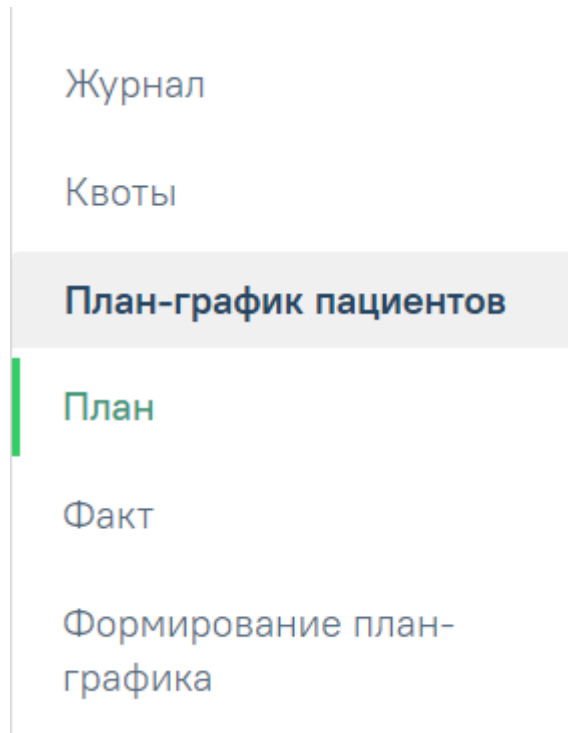 Журнал
Квоты
План-график пациентов
План
Факт
Формирование план-
графика